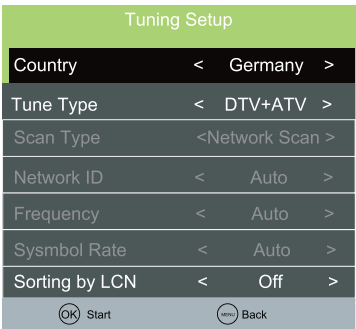 Tuning Setup
Country < Germany >
Tune Type < DTV+ATV >
Scan Type <Network Scan >
Network ID < Auto >
Frequency < Auto >
Sysmbol Rate < Auto >
Sorting by LCN < Off >
OK Start MENU Back